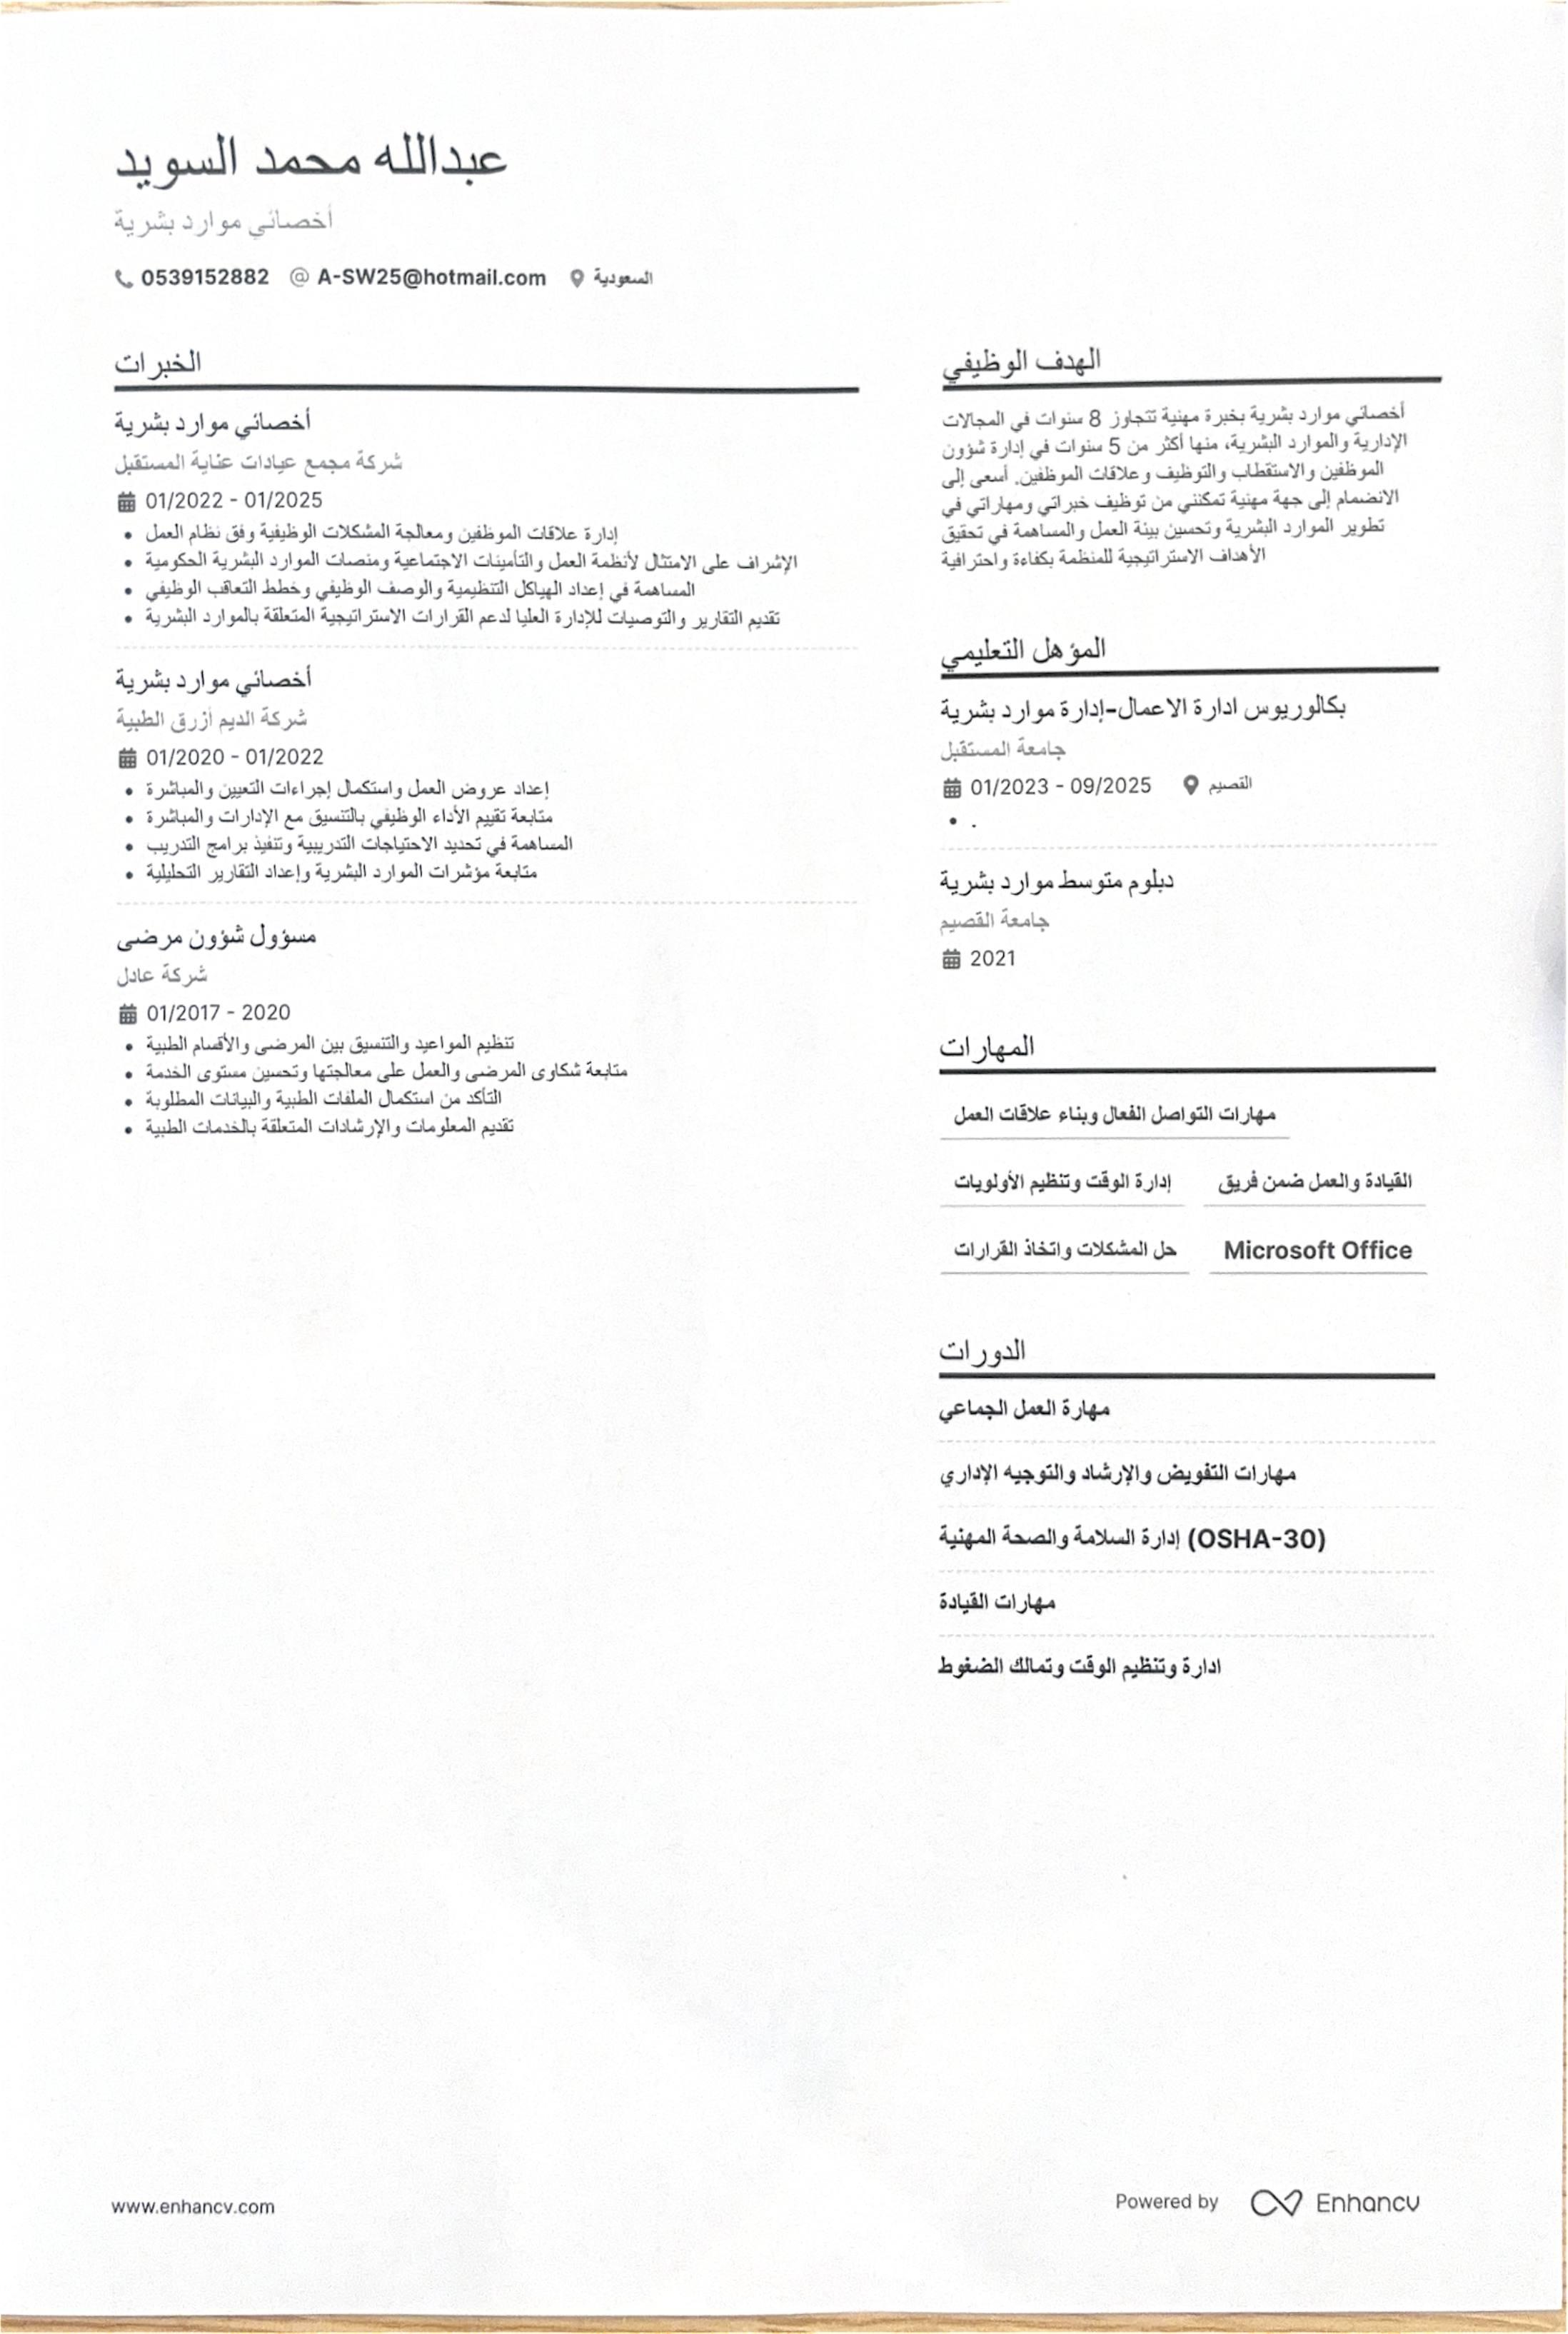 عبدالله محمد السويد
أخصائي موارد بشرية
0539152882 @ A-SW25@hotmail.com السعودية
الخبرات
أخصائي موارد بشرية
شركة مجمع عيادات عناية المستقبل
01/2022 - 01/2025
• إدارة علاقات الموظفين ومعالجة المشكلات الوظيفية وفق نظام العمل
• الإشراف على الامتثال لأنظمة العمل والتأمينات الاجتماعية ومنصات الموارد البشرية الحكومية
• المساهمة في إعداد الهياكل التنظيمية والوصف الوظيفي وخطط التعاقب الوظيفي
• تقديم التقارير والتوصيات للإدارة العليا لدعم القرارات الاستراتيجية المتعلقة بالموارد البشرية
أخصائي موارد بشرية
شركة الديم أزرق الطبية
01/2020 - 01/2022
• إعداد عروض العمل واستكمال إجراءات التعيين والمباشرة
• متابعة تقييم الأداء الوظيفي بالتنسيق مع الإدارات والمباشرة
• المساهمة في تحديد الاحتياجات التدريبية وتنفيذ برامج التدريب
• متابعة مؤشرات الموارد البشرية وإعداد التقارير التحليلية
مسؤول شؤون مرضى
شركة عادل
01/2017 - 2020
• تنظيم المواعيد والتنسيق بين المرضى والأقسام الطبية
• متابعة شكاوى المرضى والعمل على معالجتها وتحسين مستوى الخدمة
• التأكد من استكمال الملفات الطبية والبيانات المطلوبة
• تقديم المعلومات والإرشادات المتعلقة بالخدمات الطبية
الهدف الوظيفي
أخصائي موارد بشرية بخبرة مهنية تتجاوز 8 سنوات في المجالات
الإدارية والموارد البشرية، منها أكثر من 5 سنوات في إدارة شؤون
الموظفين والاستقطاب والتوظيف وعلاقات الموظفين. أسعى إلى
الانضمام إلى جهة مهنية تمكنني من توظيف خبراتي ومهاراتي في
تطوير الموارد البشرية وتحسين بيئة العمل والمساهمة في تحقيق
الأهداف الاستراتيجية للمنظمة بكفاءة واحترافية
المؤهل التعليمي
بكالوريوس ادارة الاعمال-إدارة موارد بشرية
جامعة المستقبل
01/2023 - 09/2025 القصيم
• .
دبلوم متوسط موارد بشرية
جامعة القصيم
2021
المهارات
مهارات التواصل الفعال وبناء علاقات العمل
إدارة الوقت وتنظيم الأولويات القيادة والعمل ضمن فريق
حل المشكلات واتخاذ القرارات Microsoft Office
الدورات
مهارة العمل الجماعي
مهارات التفويض والإرشاد والتوجيه الإداري
إدارة السلامة والصحة المهنية (OSHA-30)
مهارات القيادة
ادارة وتنظيم الوقت وتمالك الضغوط
www.enhancv.com
Powered by Enhancv